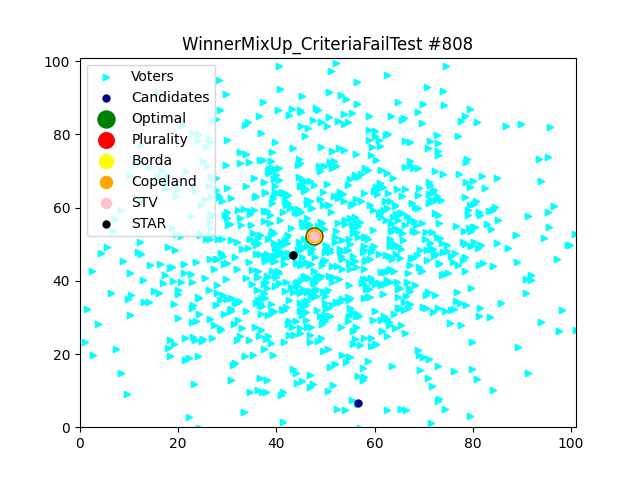 WinnerMixUp_CriteriaFailTest #808
100
80
60
40
20
0
Voters
Candidates
Optimal
Plurality
Borda
Copeland
STV
STAR
0 20 40 60 80 100